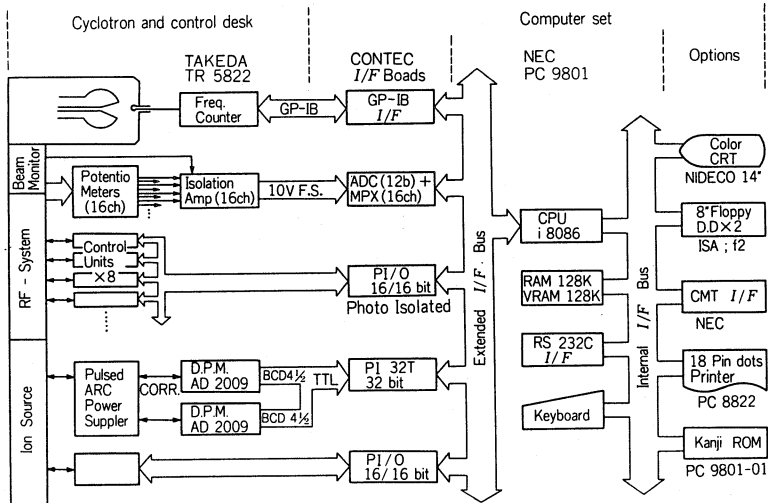 Cyclotron and control desk
Computer set
TAKEDA
TR 5822
CONTEC
I/F Boads
NEC
PC 9801
Options
Freq.
Counter
GP-IB
GP-IB
I/F
Beam
Monitor
Potentio
Meters
(16ch)
Isolation
Amp (16ch)
10V F.S.
ADC (12b) +
MPX (16ch)
RF - System
Control
Units
×8
PI/O
16/16 bit
Photo Isolated
Ion Source
Pulsed
ARC
Power
Suppler
CORR.
D.P.M.
AD 2009
BCD 4½
TTL
D.P.M.
AD 2009
BCD 4½
PI 32T
32 bit
PI/O
16/16 bit
Extended I/F Bus
CPU
i 8086
RAM 128K
VRAM 128K
RS 232C
I/F
Keyboard
Internal I/F Bus
Color
CRT
NIDECO 14"
8"Floppy
D.D×2
ISA ; f2
CMT I/F
NEC
18 Pin dots
Printer
PC 8822
Kanji ROM
PC 9801-01